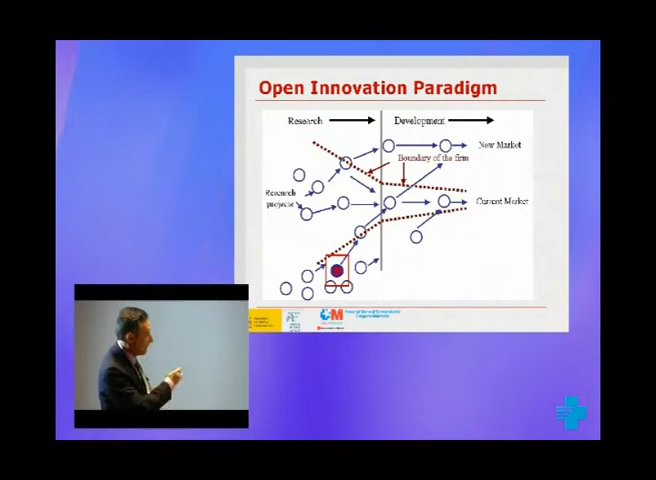 Open Innovation Paradigm
Research
Development
New Market
Boundary of the firm
Research
projects
Current Market
M